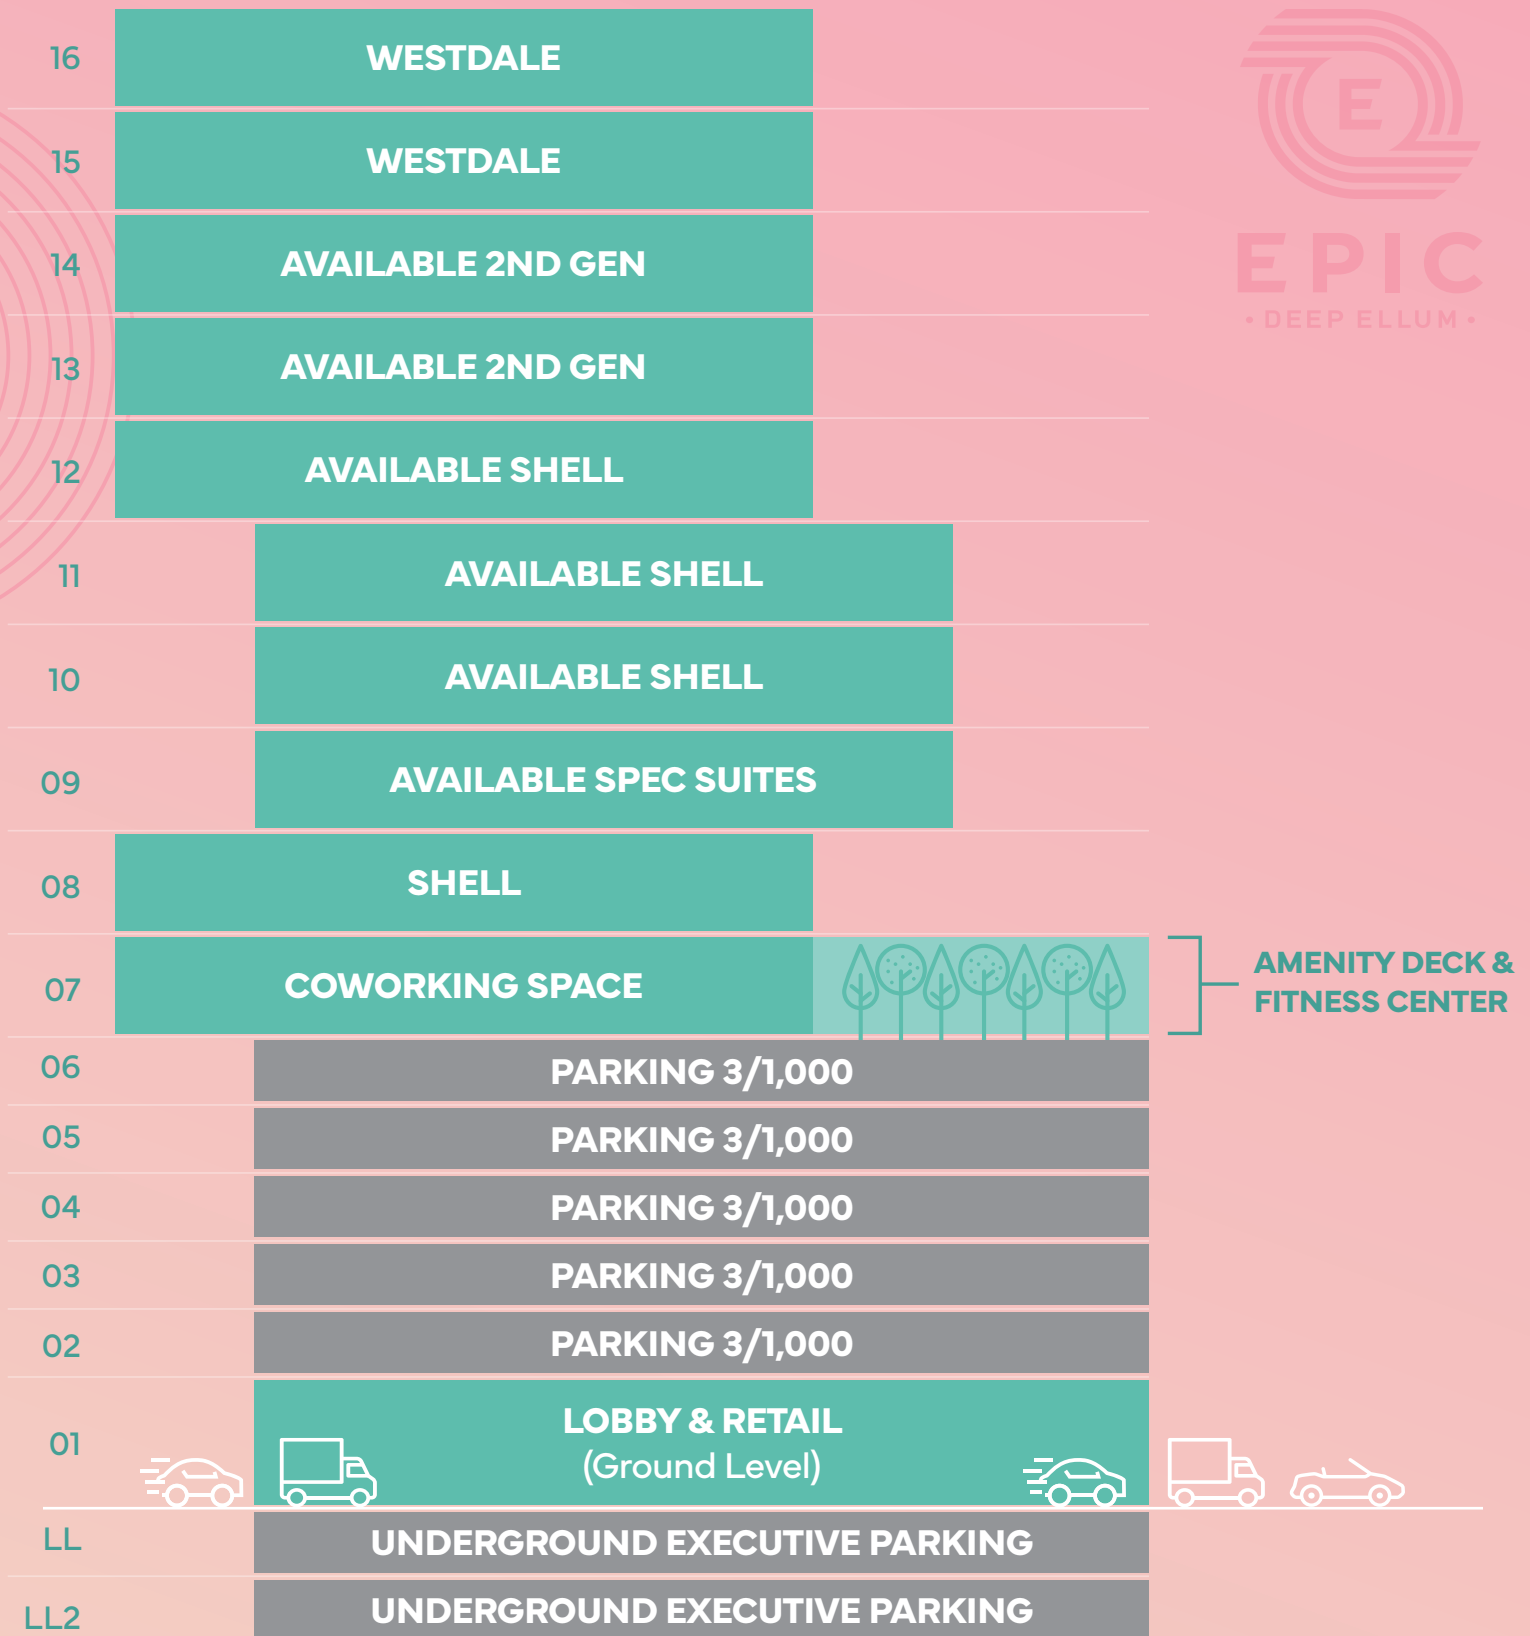 16 WESTDALE
E
15 WESTDALE
14 AVAILABLE 2ND GEN
EPIC
• DEEP ELLUM •
13 AVAILABLE 2ND GEN
12 AVAILABLE SHELL
11 AVAILABLE SHELL
10 AVAILABLE SHELL
09 AVAILABLE SPEC SUITES
08 SHELL
07 COWORKING SPACE
AMENITY DECK &
FITNESS CENTER
06 PARKING 3/1,000
05 PARKING 3/1,000
04 PARKING 3/1,000
03 PARKING 3/1,000
02 PARKING 3/1,000
01 LOBBY & RETAIL
(Ground Level)
LL UNDERGROUND EXECUTIVE PARKING
LL2 UNDERGROUND EXECUTIVE PARKING